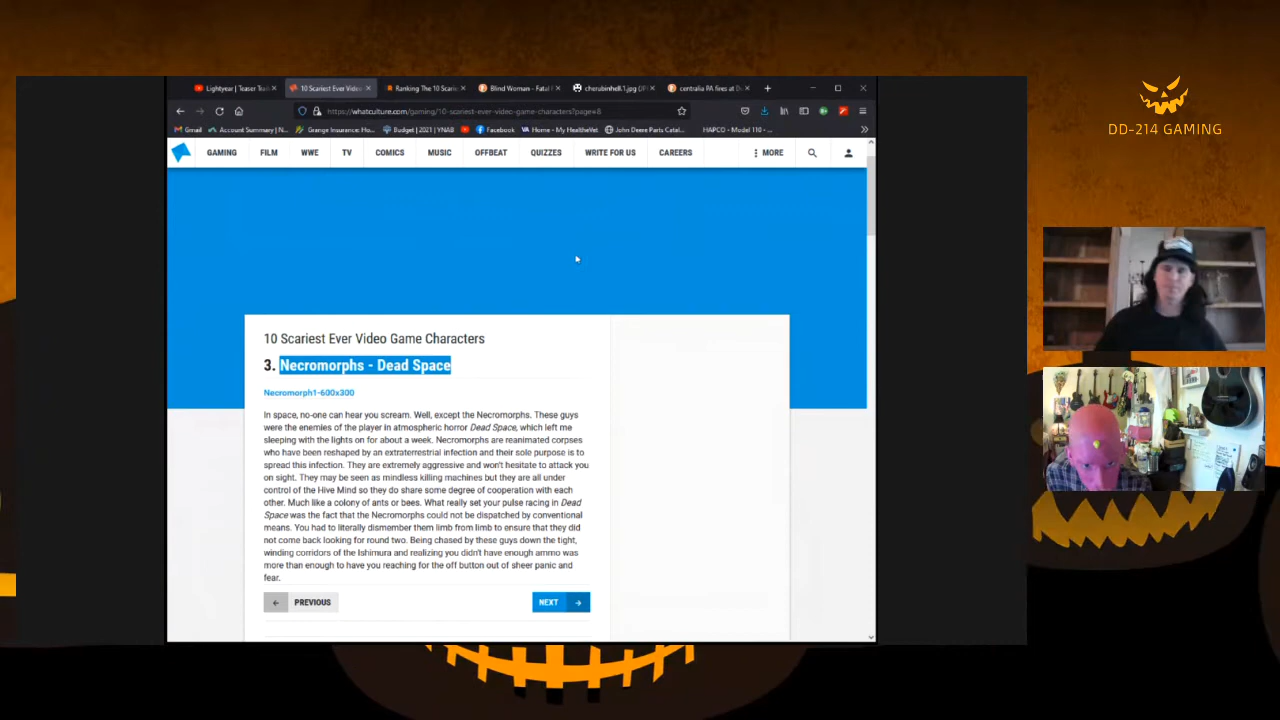 Lightyear | Teaser Trai
10 Scariest Ever Video
Ranking The 10 Scarie
Blind Woman - Fatal F
cherubinhell.1.jpg (JP
centralia PA fires at D
https://whatculture.com/gaming/10-scariest-ever-video-game-characters?page=8
Gmail
Account Summary | N...
Grange Insurance: Ho...
Budget | 2021 | YNAB
Facebook
Home - My HealtheVet
John Deere Parts Catal...
HAPCO - Model 110 - ...
GAMING FILM WWE TV COMICS MUSIC OFFBEAT QUIZZES WRITE FOR US CAREERS MORE
10 Scariest Ever Video Game Characters
3. Necromorphs - Dead Space
Necromorph1-600x300
In space, no-one can hear you scream. Well, except the Necromorphs. These guys
were the enemies of the player in atmospheric horror Dead Space, which left me
sleeping with the lights on for about a week. Necromorphs are reanimated corpses
who have been reshaped by an extraterrestrial infection and their sole purpose is to
spread this infection. They are extremely aggressive and won't hesitate to attack you
on sight. They may be seen as mindless killing machines but they are all under
control of the Hive Mind so they do share some degree of cooperation with each
other. Much like a colony of ants or bees. What really set your pulse racing in Dead
Space was the fact that the Necromorphs could not be dispatched by conventional
means. You had to literally dismember them limb from limb to ensure that they did
not come back looking for round two. Being chased by these guys down the tight,
winding corridors of the Ishimura and realizing you didn't have enough ammo was
more than enough to have you reaching for the off button out of sheer panic and
fear.
PREVIOUS
NEXT
DD-214 GAMING